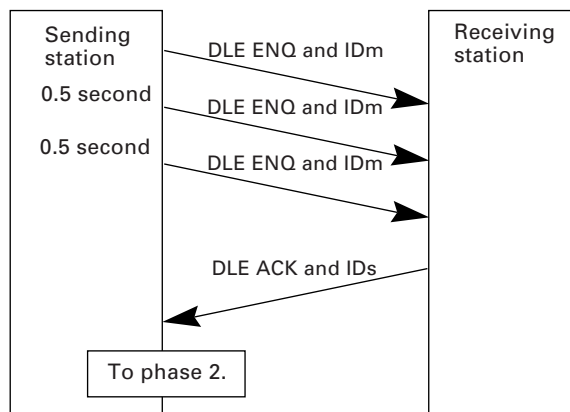 Sending
station
Receiving
station
DLE ENQ and IDm
0.5 second
DLE ENQ and IDm
0.5 second
DLE ENQ and IDm
DLE ACK and IDs
To phase 2.